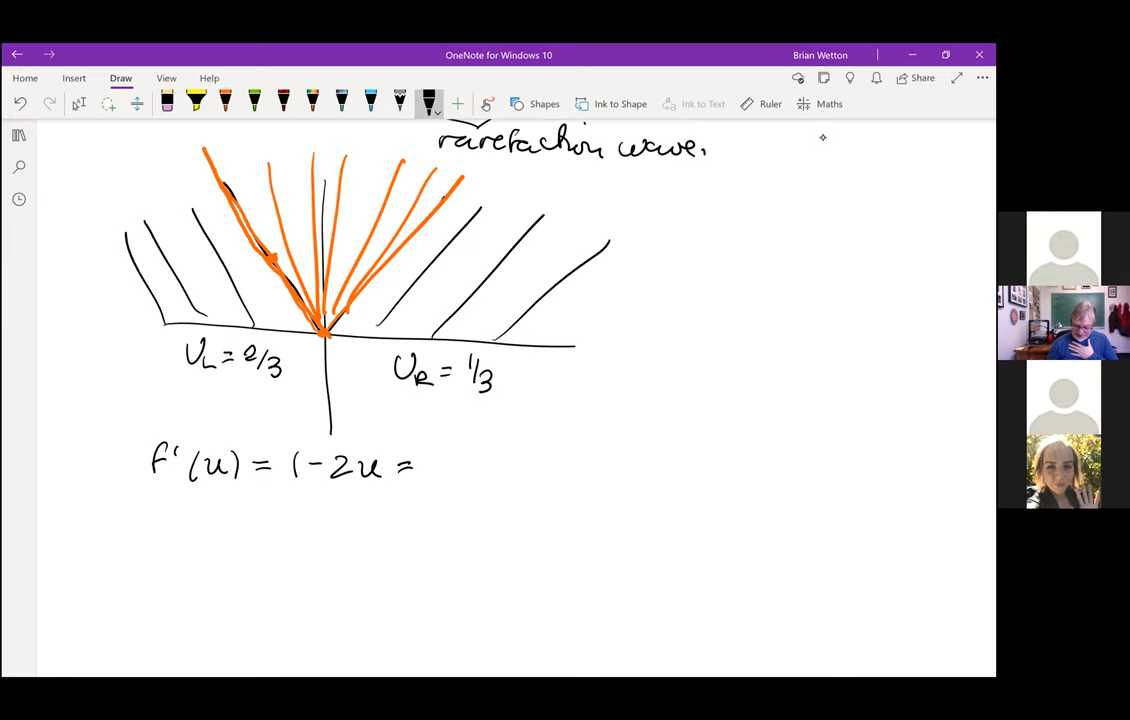 OneNote for Windows 10
Brian Wetton
Home Insert Draw View Help
Share
Shapes Ink to Shape Ink to Text Ruler Maths
rarefaction wave.
U_L = 2/3
U_R = 1/3
f'(u) = 1-2u =